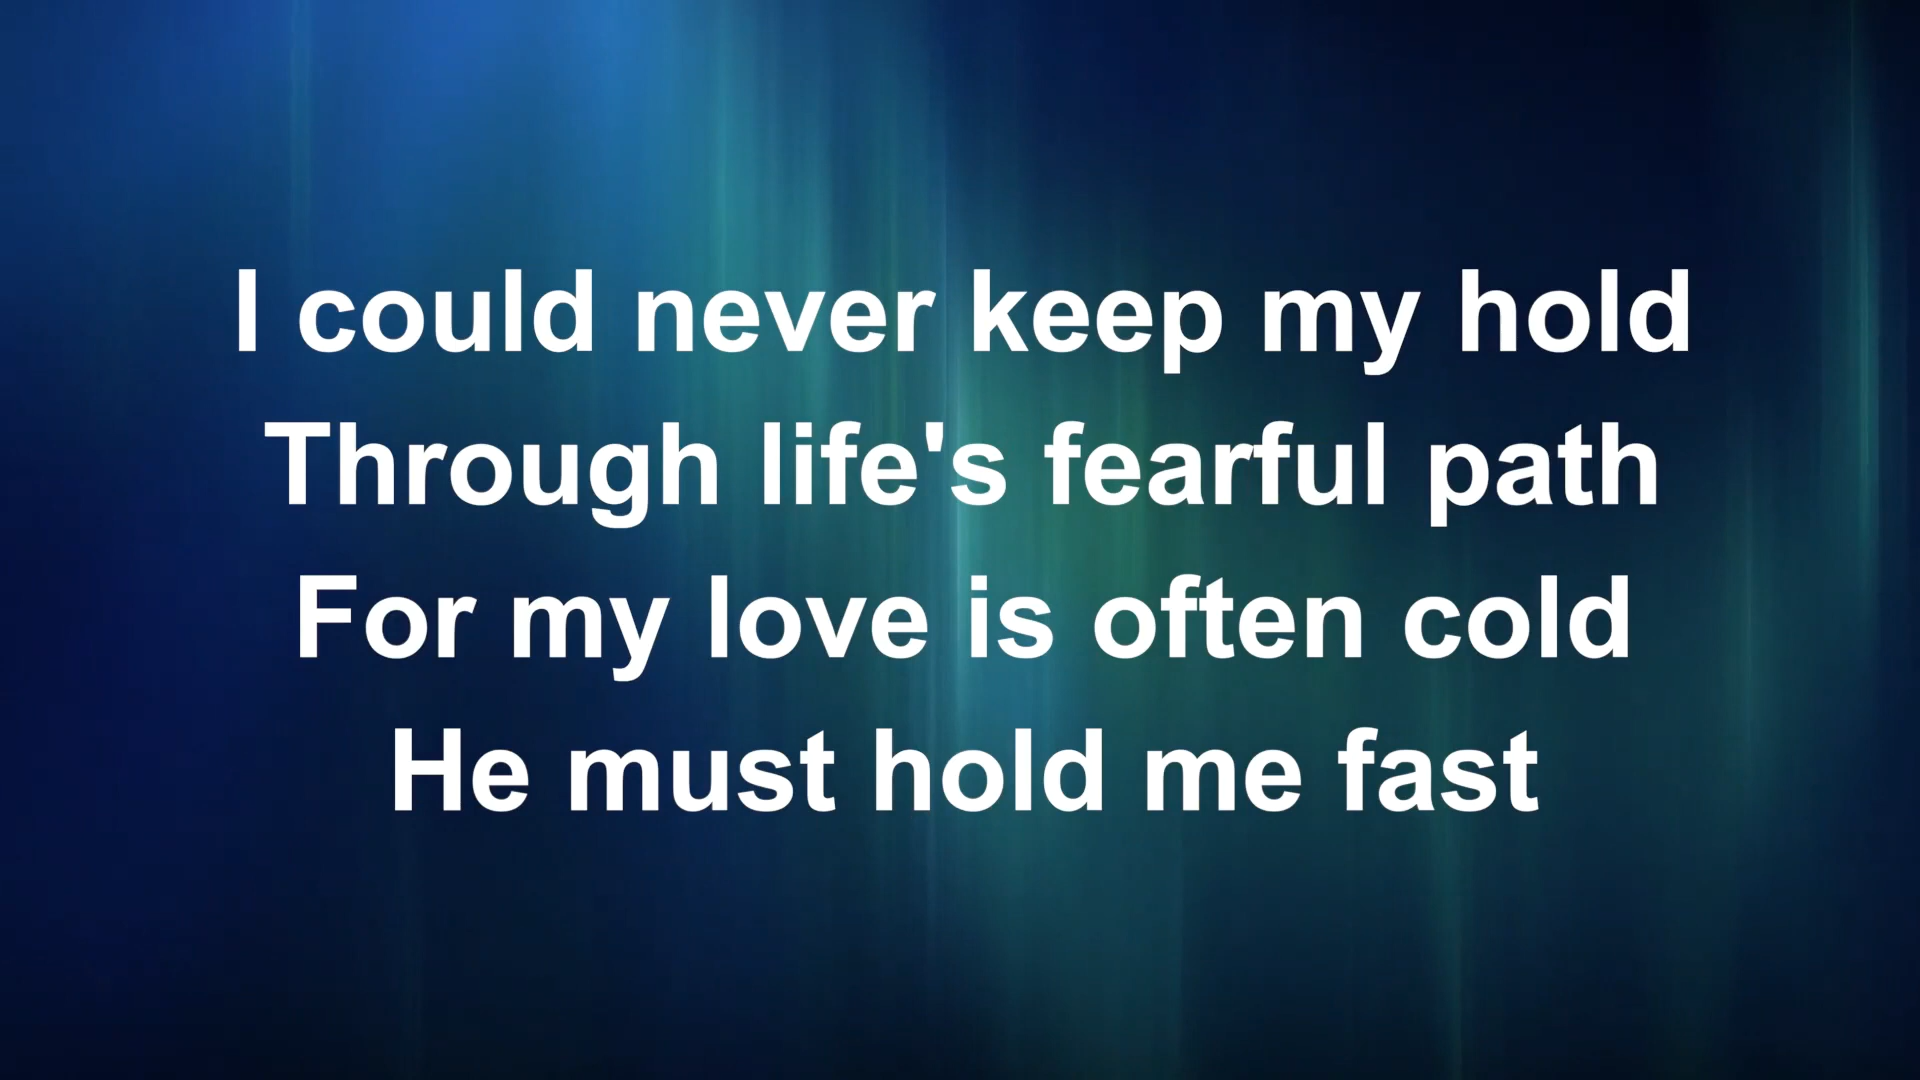 I could never keep my hold
Through life's fearful path
For my love is often cold
He must hold me fast